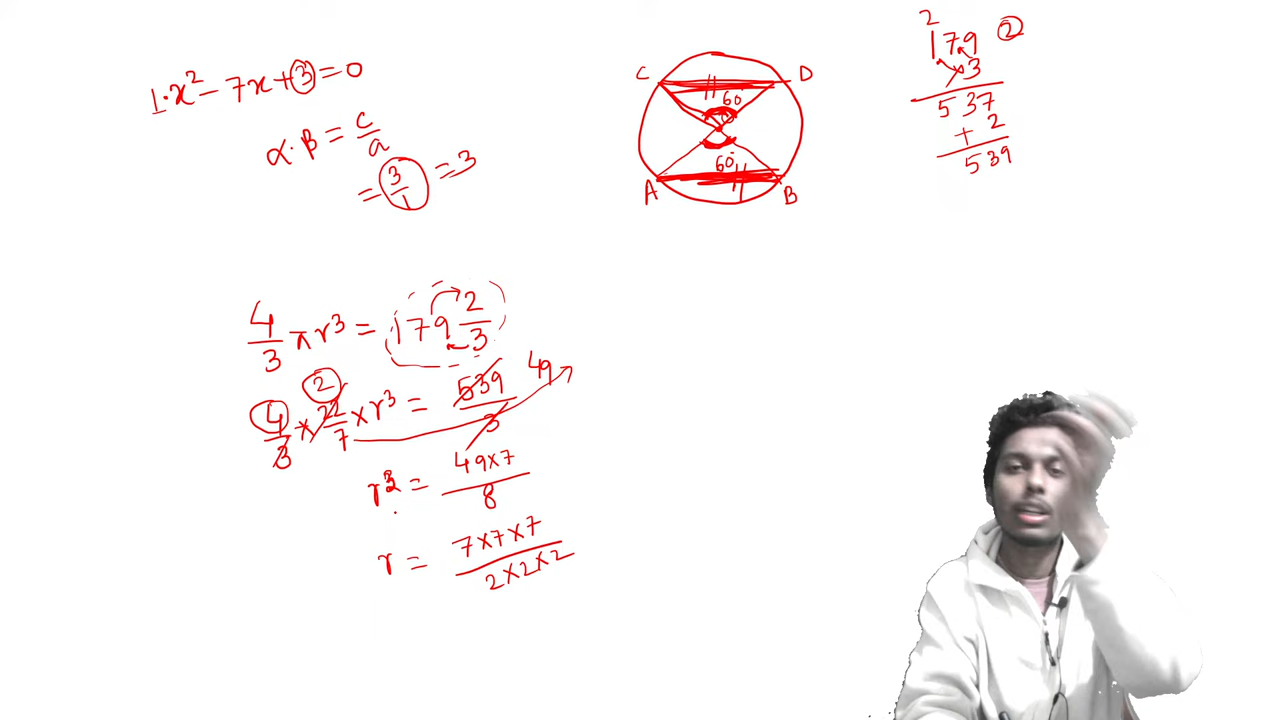 1·x² - 7x + 3 = 0
α·β = c/a
= 3/1 = 3
C D
60
O
60°
A B
2
179 ②
×3
537
+ 2
539
4/3 πr³ = 179 2/3
2 49
4/3 × 22/7 × r³ = 539/3
r³ = 49×7/8
r = 7×7×7/2×2×2